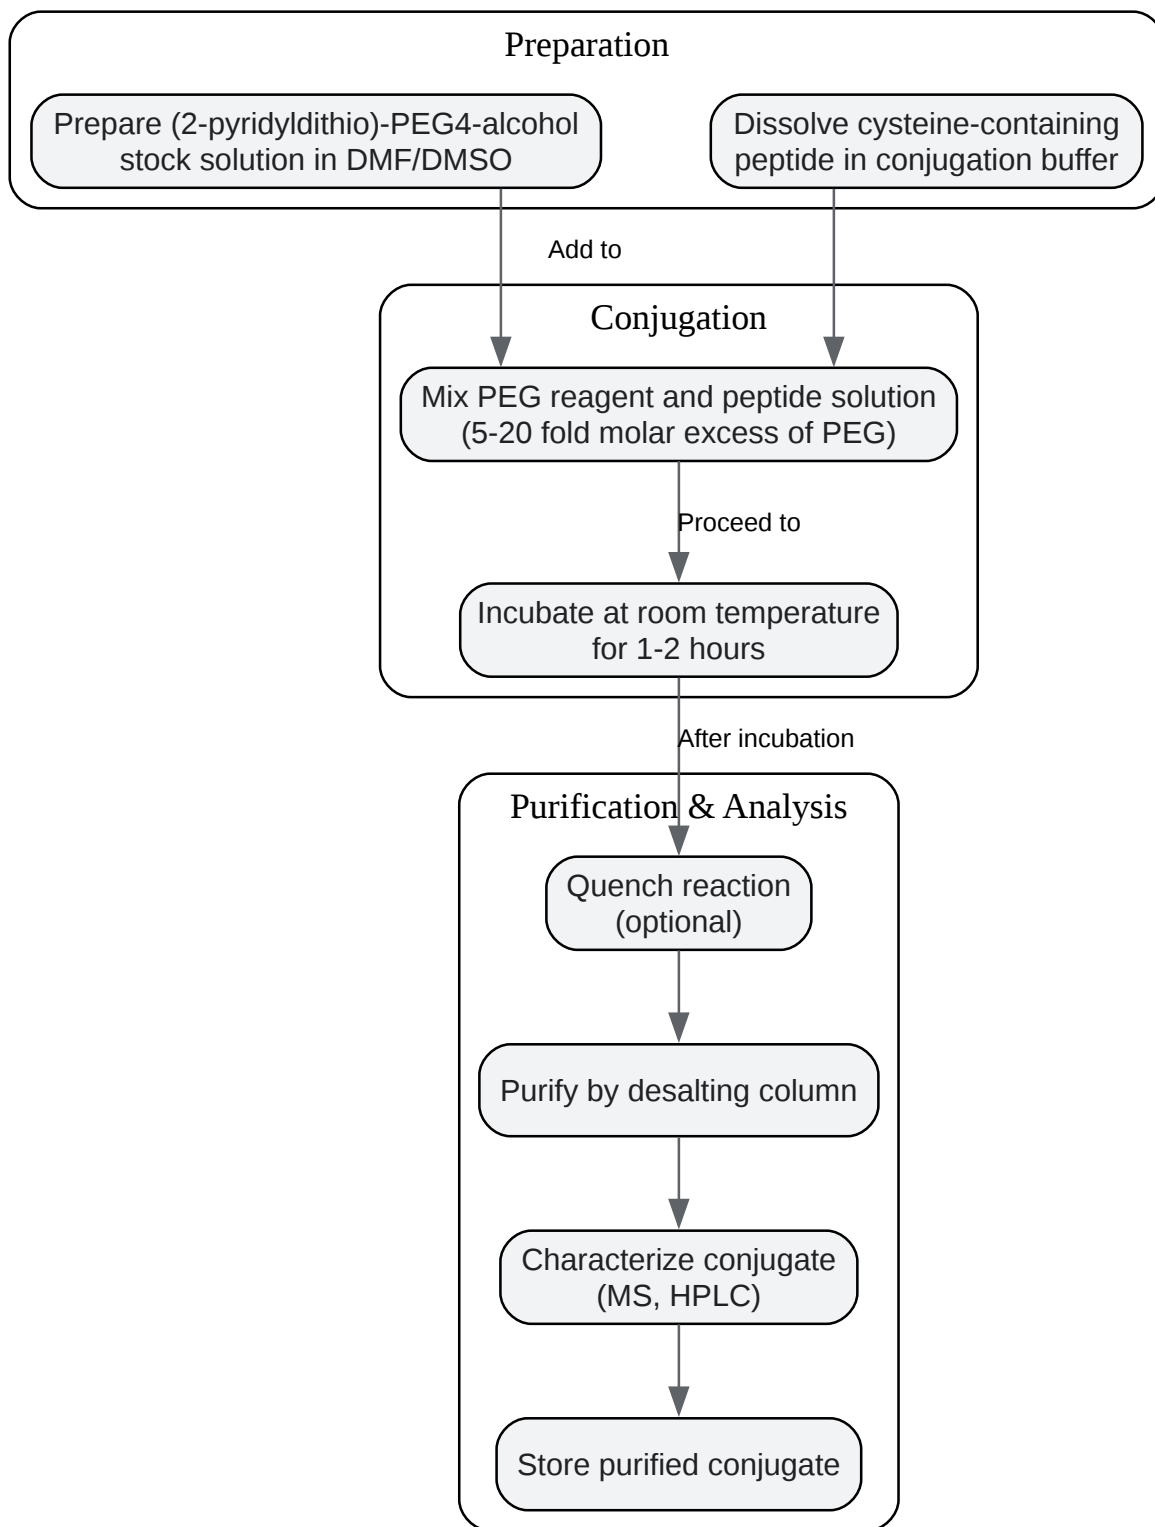 Preparation
Prepare (2-pyridyldithio)-PEG4-alcohol
stock solution in DMF/DMSO
Dissolve cysteine-containing
peptide in conjugation buffer
Add to
Conjugation
Mix PEG reagent and peptide solution
(5-20 fold molar excess of PEG)
Proceed to
Incubate at room temperature
for 1-2 hours
After incubation
Purification & Analysis
Quench reaction
(optional)
Purify by desalting column
Characterize conjugate
(MS, HPLC)
Store purified conjugate